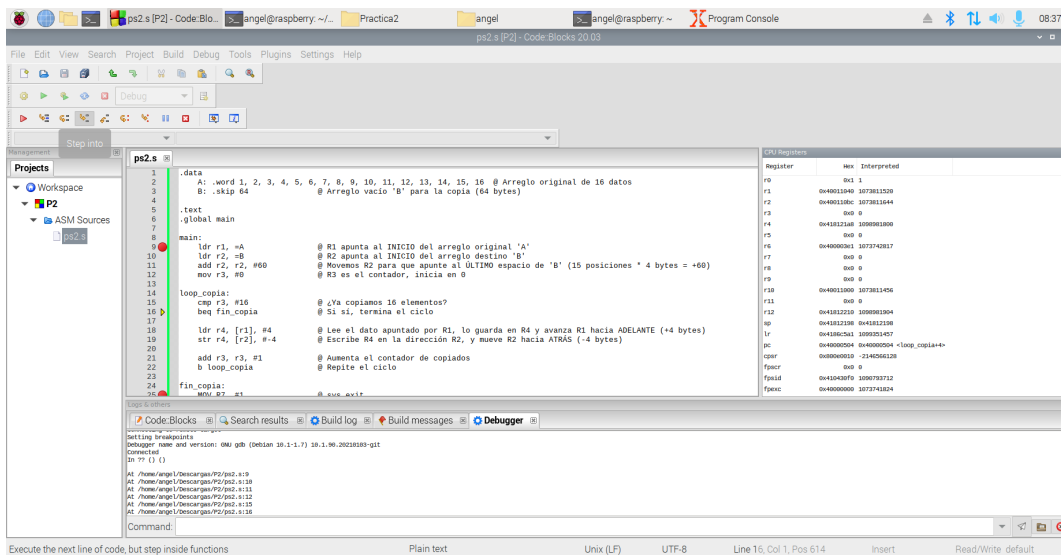 ps2.s [P2] - Code::Blo...
angel@raspberry: ~/...
Practica2
angel
angel@raspberry: ~
Program Console
08:37
ps2.s [P2] - Code::Blocks 20.03
File Edit View Search Project Build Debug Tools Plugins Settings Help
Debug
Step into
Management
Projects
Workspace
P2
ASM Sources
ps2.s
ps2.s
1 .data
2 A: .word 1, 2, 3, 4, 5, 6, 7, 8, 9, 10, 11, 12, 13, 14, 15, 16 @ Arreglo original de 16 datos
3 B: .skip 64 @ Arreglo vacío 'B' para la copia (64 bytes)
4
5 .text
6 .global main
7
8 main:
9 ldr r1, =A @ R1 apunta al INICIO del arreglo original 'A'
10 ldr r2, =B @ R2 apunta al INICIO del arreglo destino 'B'
11 add r2, r2, #60 @ Movemos R2 para que apunte al ÚLTIMO espacio de 'B' (15 posiciones * 4 bytes = +60)
12 mov r3, #0 @ R3 es el contador, inicia en 0
13
14 loop_copia:
15 cmp r3, #16 @ ¿Ya copiamos 16 elementos?
16 beq fin_copia @ Si sí, termina el ciclo
17
18 ldr r4, [r1], #4 @ Lee el dato apuntado por R1, lo guarda en R4 y avanza R1 hacia ADELANTE (+4 bytes)
19 str r4, [r2], #-4 @ Escribe R4 en la dirección R2, y mueve R2 hacia ATRÁS (-4 bytes)
20
21 add r3, r3, #1 @ Aumenta el contador de copiados
22 b loop_copia @ Repite el ciclo
23
24 fin_copia:
25 MOV R7, #1 @ sys_exit
CPU Registers
Register Hex Interpreted
r0 0x1 1
r1 0x40011040 1073811520
r2 0x400110bc 1073811644
r3 0x0 0
r4 0x418121a8 1098981800
r5 0x0 0
r6 0x400003e1 1073742817
r7 0x0 0
r8 0x0 0
r9 0x0 0
r10 0x40011000 1073811456
r11 0x0 0
r12 0x41812210 1098981904
sp 0x41812198 0x41812198
lr 0x4186c5a1 1099351457
pc 0x40000504 0x40000504 <loop_copia+4>
cpsr 0x800e0010 -2146566128
fpscr 0x0 0
fpsid 0x410430f0 1090793712
fpexc 0x40000000 1073741824
Logs & others
Code::Blocks
Search results
Build log
Build messages
Debugger
Setting breakpoints
Debugger name and version: GNU gdb (Debian 10.1-1.7) 10.1.90.20210103-git
Connected
In ?? () ()
At /home/angel/Descargas/P2/ps2.s:9
At /home/angel/Descargas/P2/ps2.s:10
At /home/angel/Descargas/P2/ps2.s:11
At /home/angel/Descargas/P2/ps2.s:12
At /home/angel/Descargas/P2/ps2.s:15
At /home/angel/Descargas/P2/ps2.s:16
Command:
Execute the next line of code, but step inside functions
Plain text
Unix (LF)
UTF-8
Line 16, Col 1, Pos 614
Insert
Read/Write default